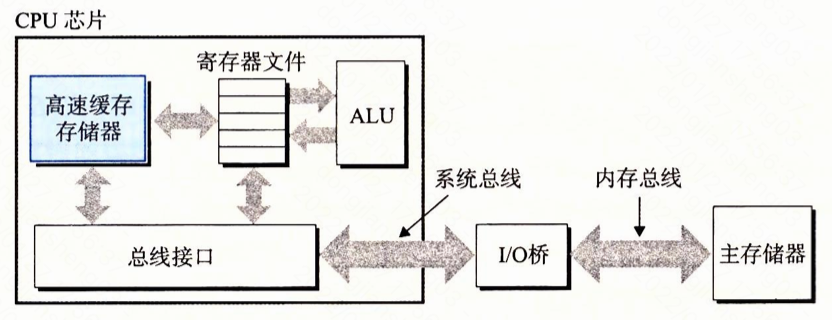 CPU 芯片
寄存器文件
高速缓存
存储器
ALU
系统总线
内存总线
总线接口
I/O桥
主存储器